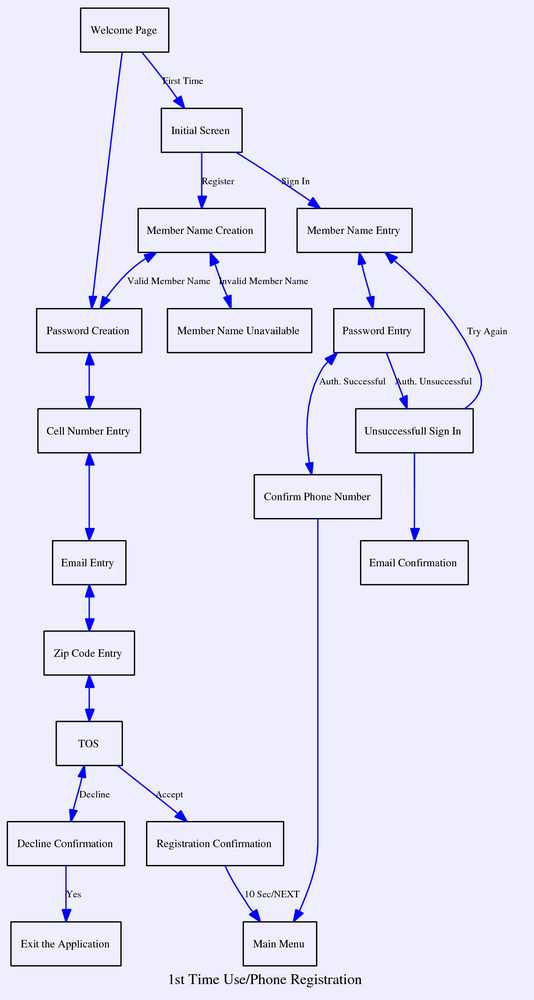 Welcome Page
First Time
Initial Screen
Register
Sign In
Member Name Creation
Member Name Entry
Valid Member Name
Invalid Member Name
Password Creation
Member Name Unavailable
Password Entry
Try Again
Auth. Successful
Auth. Unsuccessful
Cell Number Entry
Unsuccessfull Sign In
Confirm Phone Number
Email Entry
Email Confirmation
Zip Code Entry
TOS
Decline
Accept
Decline Confirmation
Registration Confirmation
Yes
10 Sec/NEXT
Exit the Application
Main Menu
1st Time Use/Phone Registration